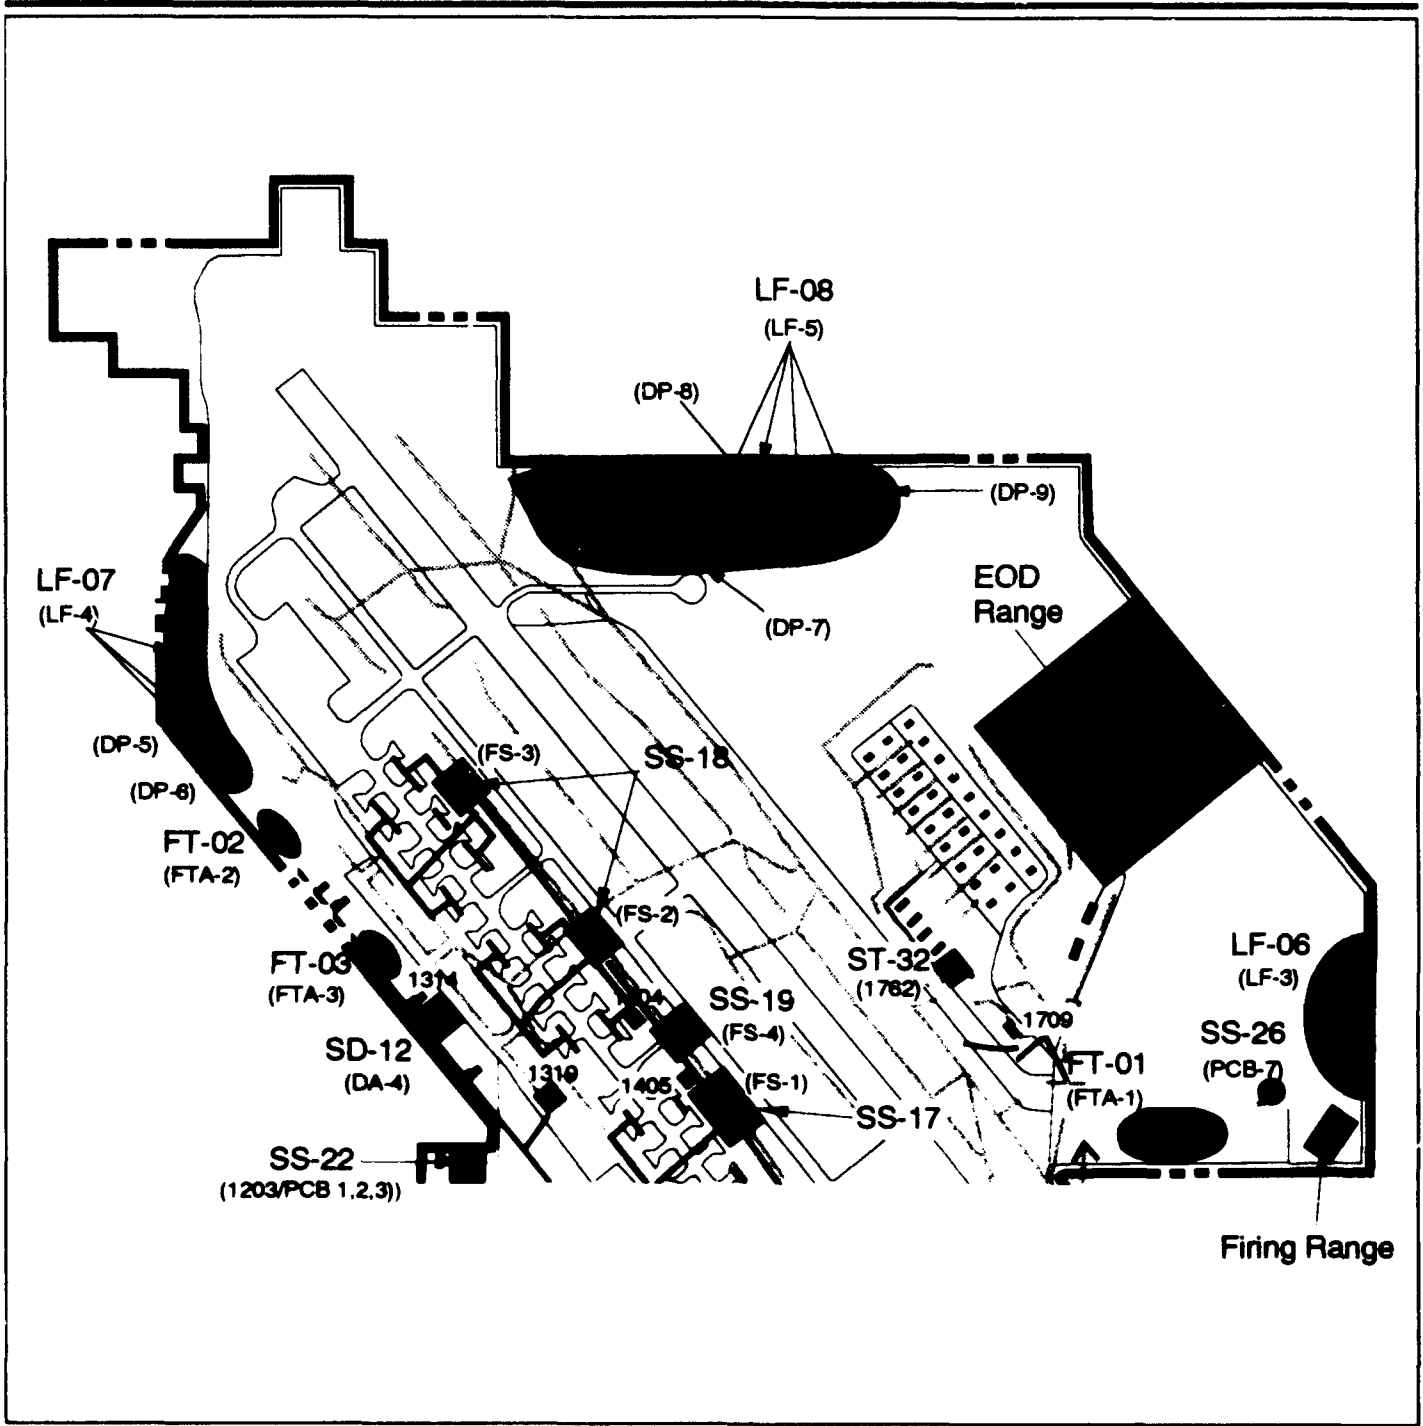 LF-08
(LF-5)
(DP-8)
(DP-9)
LF-07
(LF-4)
EOD
Range
(DP-7)
(DP-5)
(FS-3)
SS-18
(DP-6)
FT-02
(FTA-2)
(FS-2)
LF-06
(LF-3)
FT-03
(FTA-3)
1314
ST-32
(1762)
SS-19
(FS-4)
1709
SS-26
(PCB-7)
SD-12
(DA-4)
1319
1405
(FS-1)
FT-01
(FTA-1)
SS-17
SS-22
(1203/PCB 1,2,3))
Firing Range